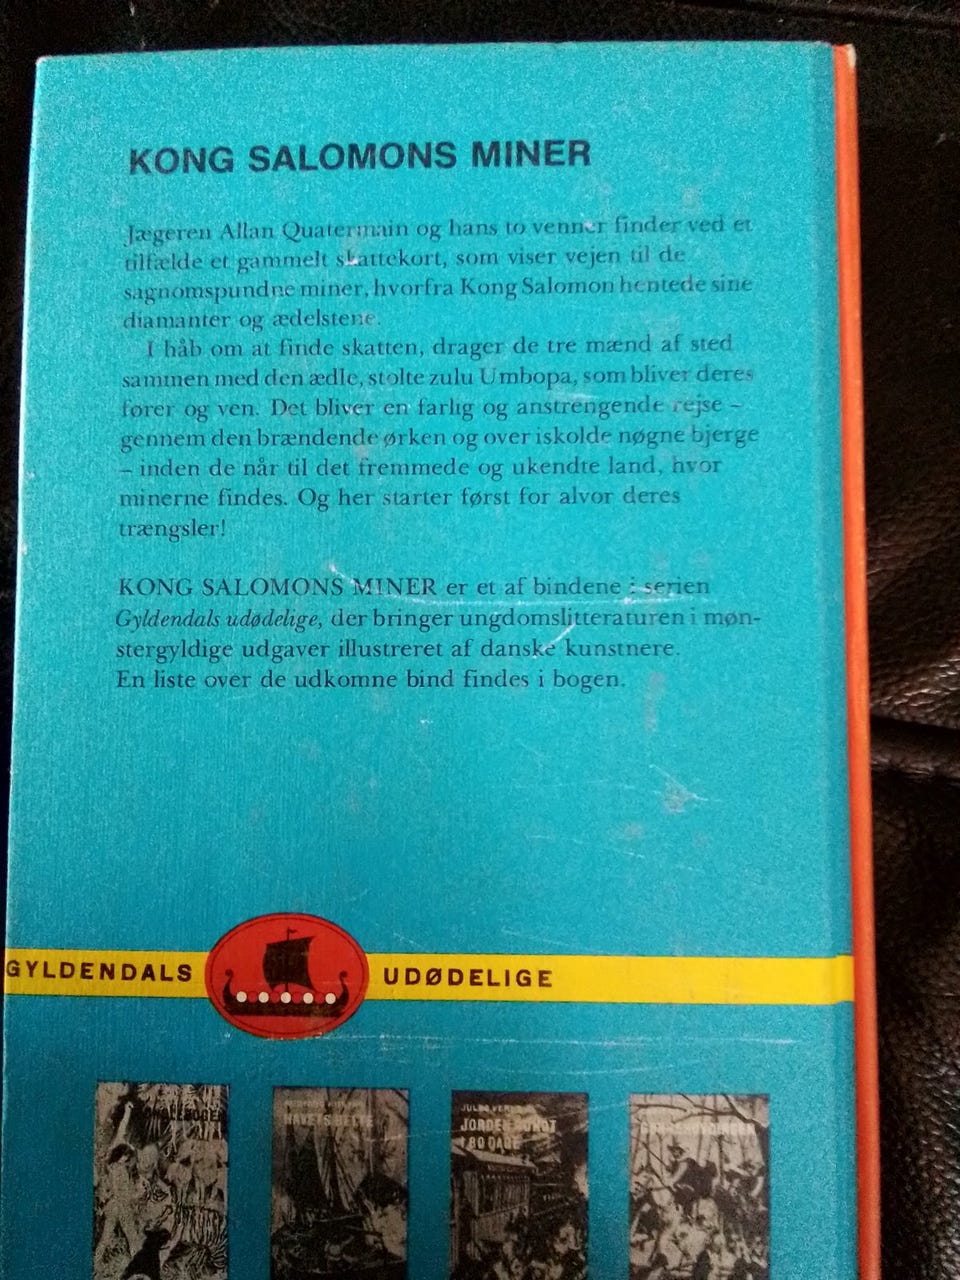 KONG SALOMONS MINER
Jægeren Allan Quatermain og hans to venner finder ved et
tilfælde et gammelt skattekort, som viser vejen til de
sagnomspundne miner, hvorfra Kong Salomon hentede sine
diamanter og ædelstene.
I håb om at finde skatten, drager de tre mænd af sted
sammen med den ædle, stolte zulu Umbopa, som bliver deres
fører og ven. Det bliver en farlig og anstrengende rejse –
gennem den brændende ørken og over iskolde nøgne bjerge
– inden de når til det fremmede og ukendte land, hvor
minerne findes. Og her starter først for alvor deres
trængsler!
KONG SALOMONS MINER er et af bindene i serien
Gyldendals udødelige, der bringer ungdomslitteraturen i møn-
stergyldige udgaver illustreret af danske kunstnere.
En liste over de udkomne bind findes i bogen.
GYLDENDALS UDØDELIGE
HAVETS HELTE
JULES VERNE
JORDEN RUNDT
I 80 DAGE